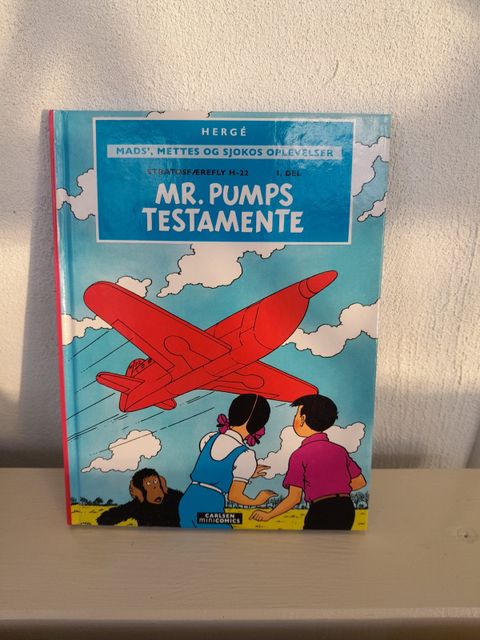 HERGÉ
MADS', METTES OG SJOKOS OPLEVELSER
STRATOSFÆREFLY H-22 1. DEL
MR. PUMPS
TESTAMENTE
CARLSEN
miniCOMICS